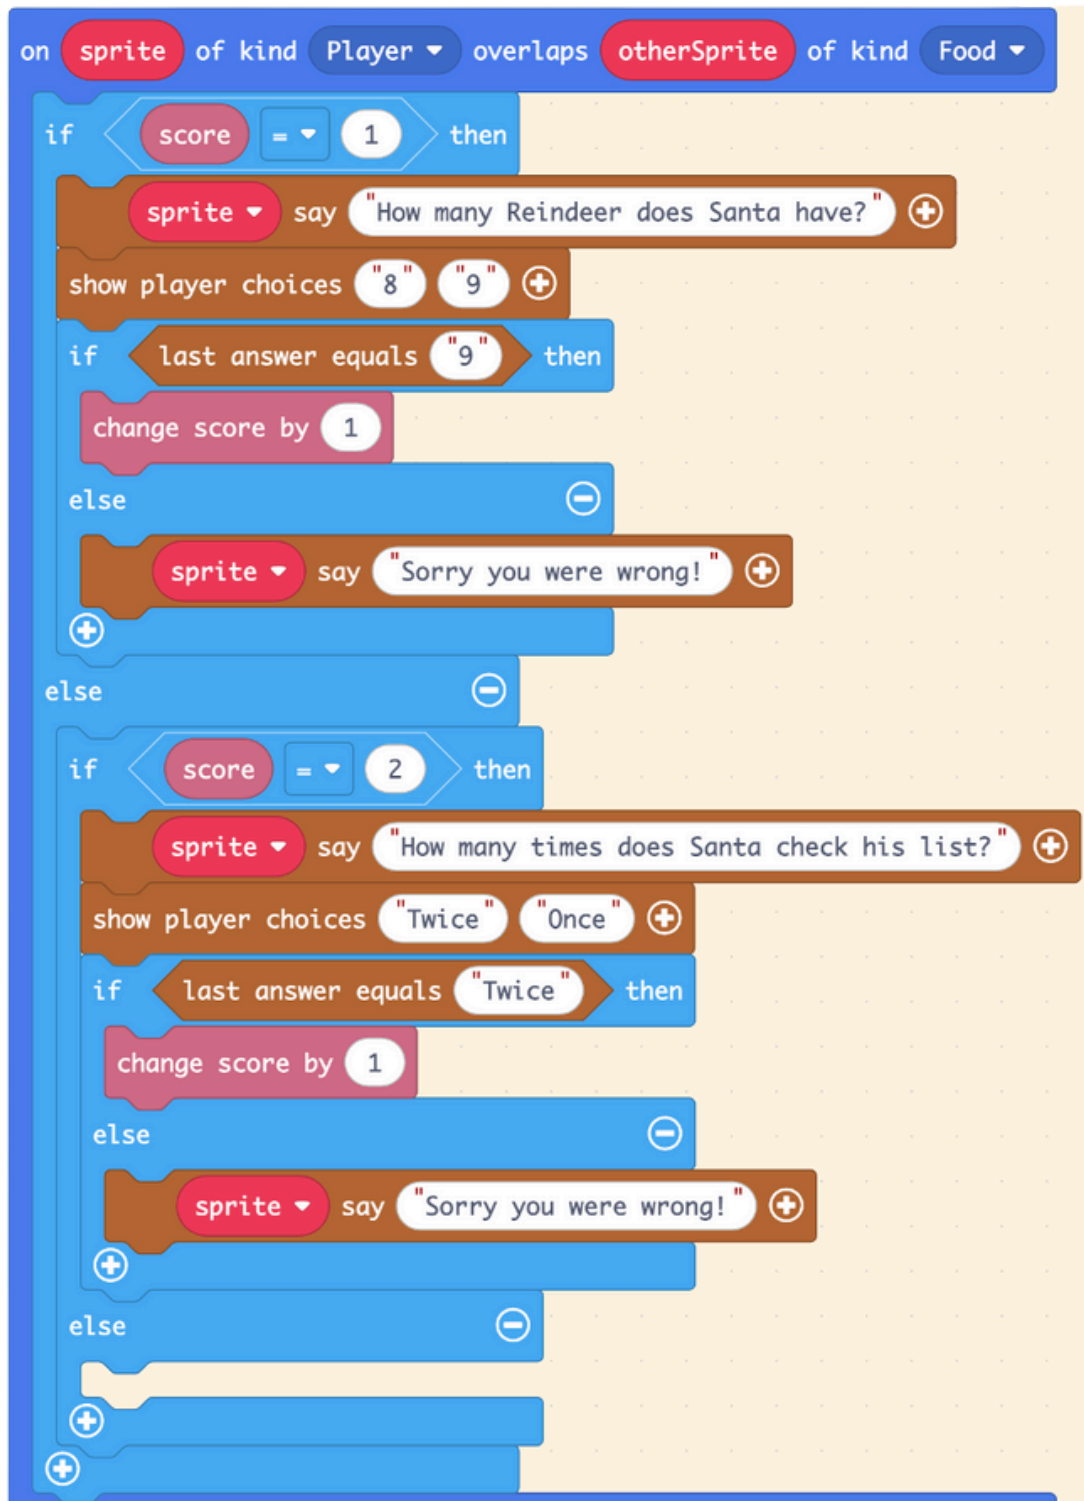 on sprite of kind Player overlaps otherSprite of kind Food
if score = 1 then
sprite say "How many Reindeer does Santa have?"
show player choices "8" "9"
if last answer equals "9" then
change score by 1
else
sprite say "Sorry you were wrong!"
else
if score = 2 then
sprite say "How many times does Santa check his list?"
show player choices "Twice" "Once"
if last answer equals "Twice" then
change score by 1
else
sprite say "Sorry you were wrong!"
else